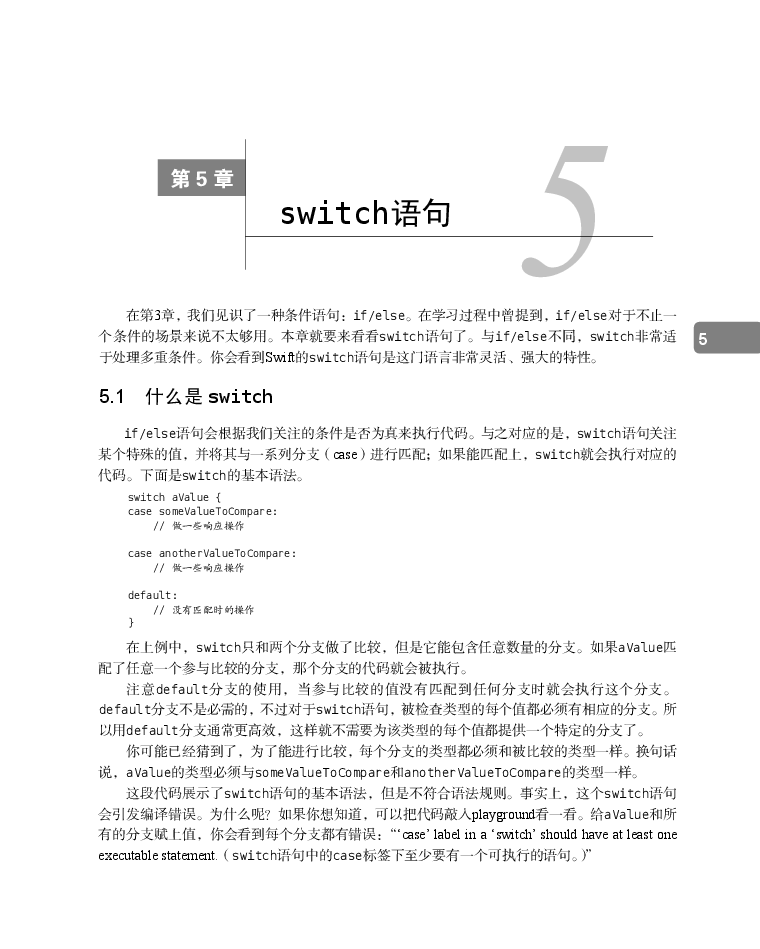 第 5 章
5
switch语句
在第3章，我们见识了一种条件语句：if/else。在学习过程中曾提到，if/else对于不止一
个条件的场景来说不太够用。本章就要来看看switch语句了。与if/else不同，switch非常适
于处理多重条件。你会看到Swift的switch语句是这门语言非常灵活、强大的特性。
5
5.1 什么是 switch
if/else语句会根据我们关注的条件是否为真来执行代码。与之对应的是，switch语句关注
某个特殊的值，并将其与一系列分支（case）进行匹配；如果能匹配上，switch就会执行对应的
代码。下面是switch的基本语法。
switch aValue {
case someValueToCompare:
    // 做一些响应操作
case anotherValueToCompare:
    // 做一些响应操作
default:
    // 没有匹配时的操作
}
在上例中，switch只和两个分支做了比较，但是它能包含任意数量的分支。如果aValue匹
配了任意一个参与比较的分支，那个分支的代码就会被执行。
注意default分支的使用，当参与比较的值没有匹配到任何分支时就会执行这个分支。
default分支不是必需的，不过对于switch语句，被检查类型的每个值都必须有相应的分支。所
以用default分支通常更高效，这样就不需要为该类型的每个值都提供一个特定的分支了。
你可能已经猜到了，为了能进行比较，每个分支的类型都必须和被比较的类型一样。换句话
说，aValue的类型必须与someValueToCompare和anotherValueToCompare的类型一样。
这段代码展示了switch语句的基本语法，但是不符合语法规则。事实上，这个switch语句
会引发编译错误。为什么呢？如果你想知道，可以把代码敲入playground看一看。给aValue和所
有的分支赋上值，你会看到每个分支都有错误：“‘case’ label in a ‘switch’ should have at least one
executable statement.（switch语句中的case标签下至少要有一个可执行的语句。）”